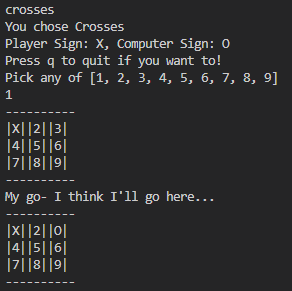 crosses
You chose Crosses
Player Sign: X, Computer Sign: O
Press q to quit if you want to!
Pick any of [1, 2, 3, 4, 5, 6, 7, 8, 9]
1
----------
|X||2||3|
|4||5||6|
|7||8||9|
----------
My go- I think I'll go here...
----------
|X||2||O|
|4||5||6|
|7||8||9|
----------